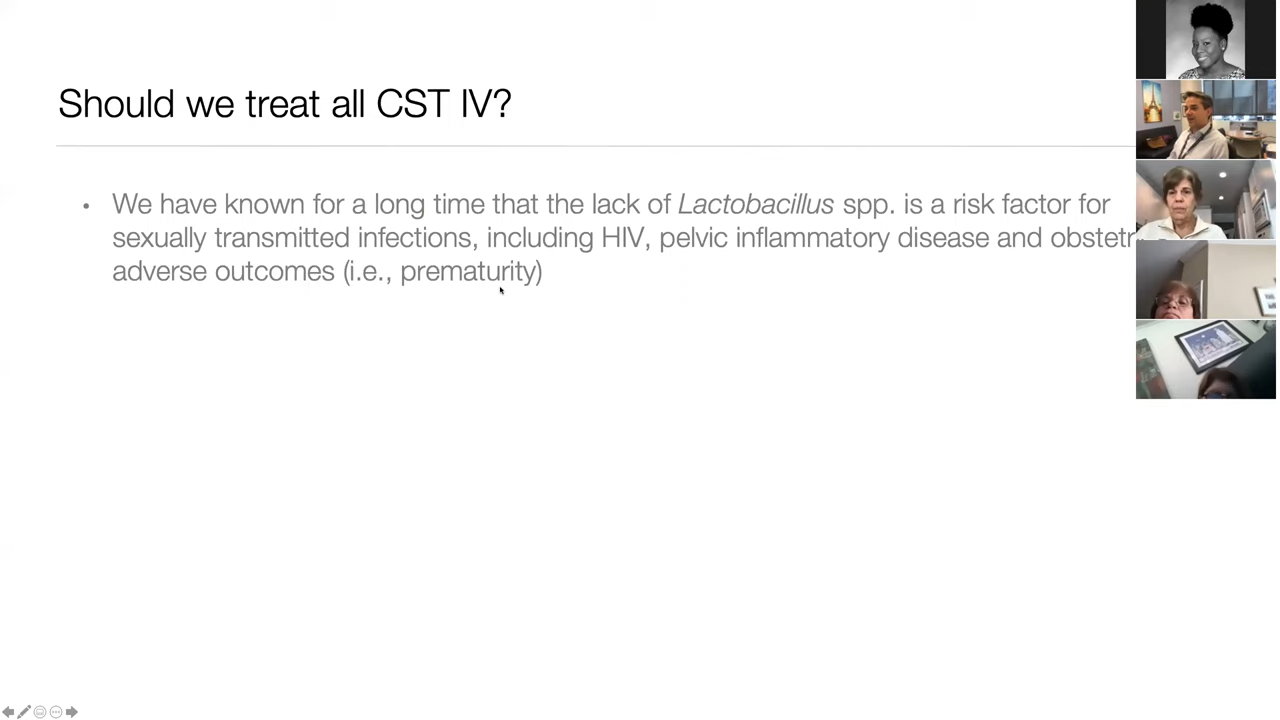 Should we treat all CST IV?
• We have known for a long time that the lack of Lactobacillus spp. is a risk factor for
sexually transmitted infections, including HIV, pelvic inflammatory disease and
adverse outcomes (i.e., prematurity)